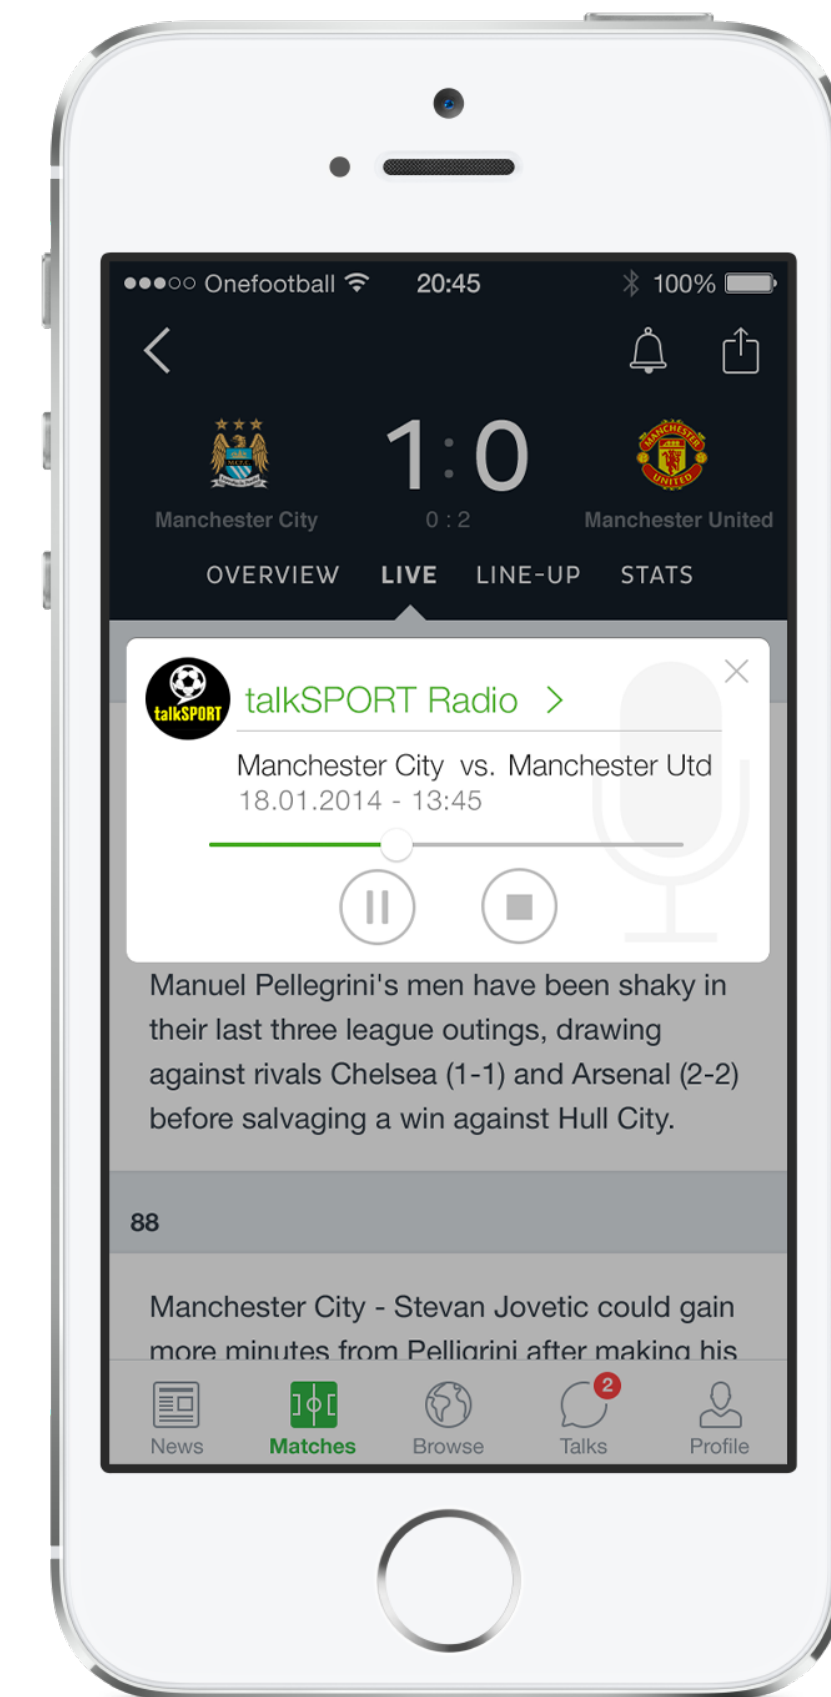 Onefootball 20:45 100%
1:0
Manchester City 0 : 2 Manchester United
OVERVIEW LIVE LINE-UP STATS
talkSPORT
talkSPORT Radio >
Manchester City vs. Manchester Utd
18.01.2014 - 13:45
Manuel Pellegrini's men have been shaky in
their last three league outings, drawing
against rivals Chelsea (1-1) and Arsenal (2-2)
before salvaging a win against Hull City.
88
Manchester City - Stevan Jovetic could gain
more minutes from Pelligrini after making his
2
News Matches Browse Talks Profile